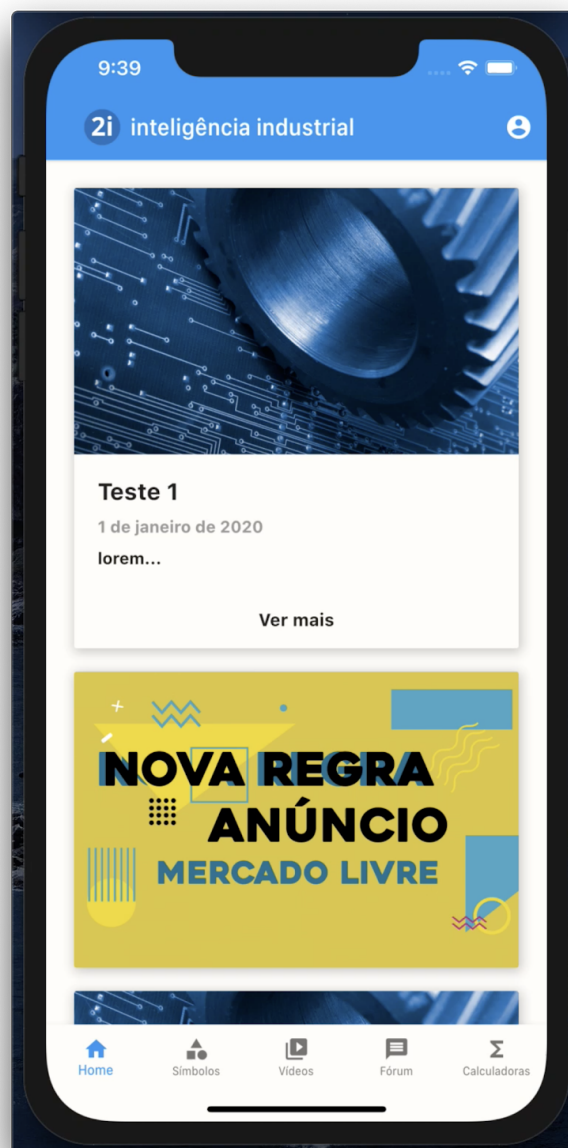 9:39
2i inteligência industrial
Teste 1
1 de janeiro de 2020
lorem...
Ver mais
NOVA REGRA
ANÚNCIO
MERCADO LIVRE
Home Símbolos Vídeos Fórum Calculadoras